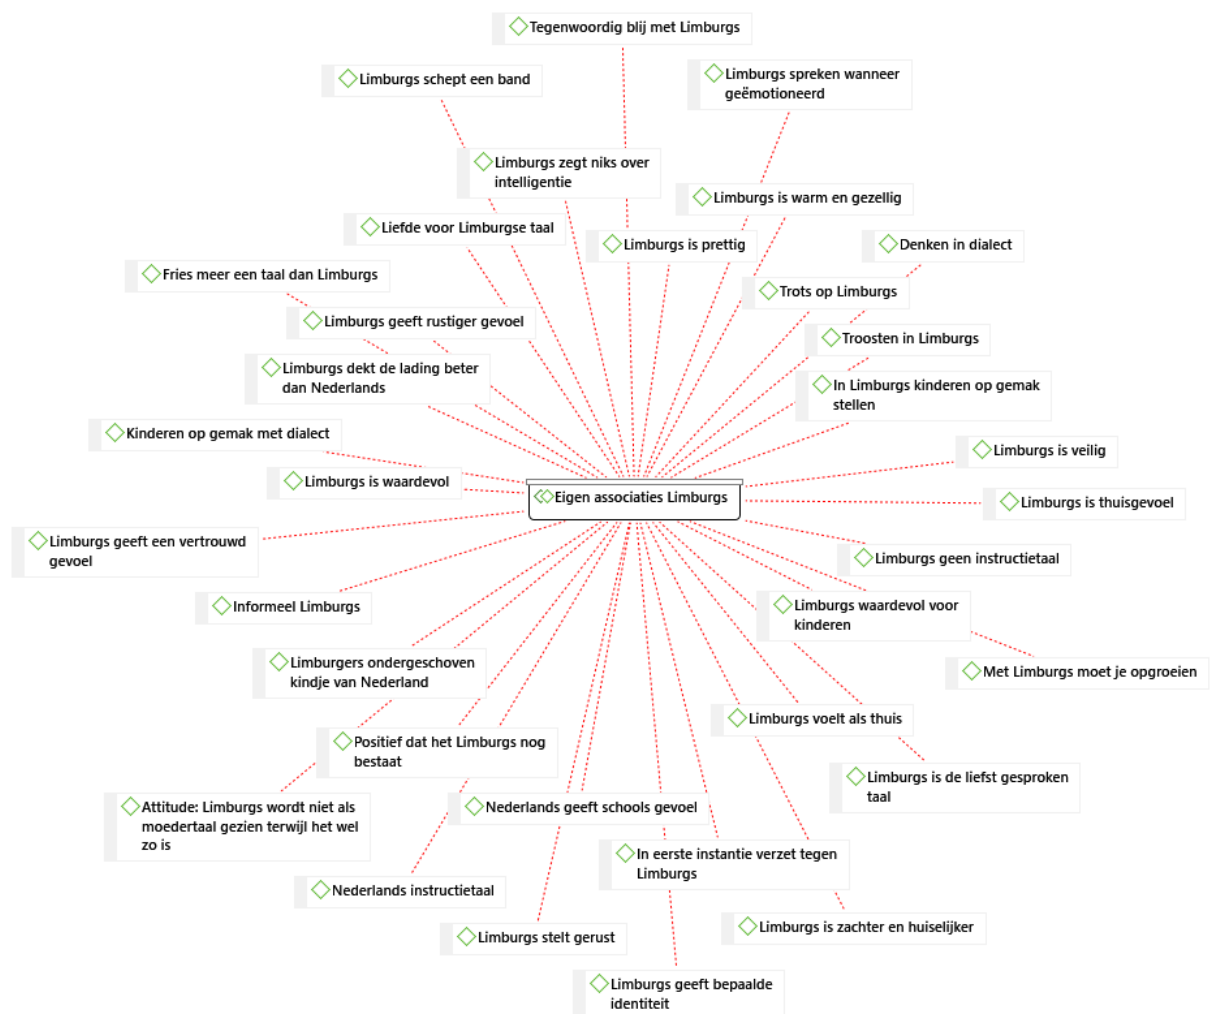 Tegenwoordig blij met Limburgs
Limburgs schept een band
Limburgs spreken wanneer
geëmotioneerd
Limburgs zegt niks over
intelligentie
Limburgs is warm en gezellig
Liefde voor Limburgse taal
Limburgs is prettig
Denken in dialect
Fries meer een taal dan Limburgs
Trots op Limburgs
Limburgs geeft rustiger gevoel
Troosten in Limburgs
Limburgs dekt de lading beter
dan Nederlands
In Limburgs kinderen op gemak
stellen
Kinderen op gemak met dialect
Limburgs is veilig
Limburgs is waardevol
Eigen associaties Limburgs
Limburgs is thuisgevoel
Limburgs geeft een vertrouwd
gevoel
Limburgs geen instructietaal
Informeel Limburgs
Limburgs waardevol voor
kinderen
Limburgers ondergeschoven
kindje van Nederland
Met Limburgs moet je opgroeien
Limburgs voelt als thuis
Positief dat het Limburgs nog
bestaat
Limburgs is de liefst gesproken
taal
Attitude: Limburgs wordt niet als
moedertaal gezien terwijl het wel
zo is
Nederlands geeft schools gevoel
In eerste instantie verzet tegen
Limburgs
Nederlands instructietaal
Limburgs is zachter en huiselijker
Limburgs stelt gerust
Limburgs geeft bepaalde
identiteit